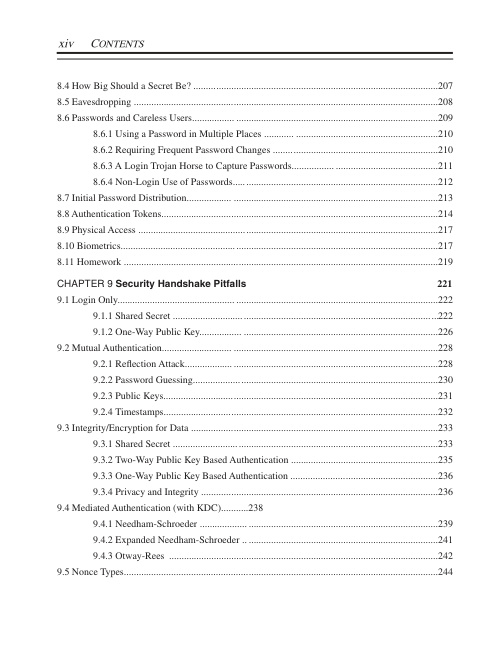 xiv CONTENTS
8.4 How Big Should a Secret Be? ..........207
8.5 Eavesdropping ..........208
8.6 Passwords and Careless Users..........209
8.6.1 Using a Password in Multiple Places ..........210
8.6.2 Requiring Frequent Password Changes ..........210
8.6.3 A Login Trojan Horse to Capture Passwords..........211
8.6.4 Non-Login Use of Passwords..........212
8.7 Initial Password Distribution..........213
8.8 Authentication Tokens..........214
8.9 Physical Access ..........217
8.10 Biometrics..........217
8.11 Homework ..........219
CHAPTER 9 Security Handshake Pitfalls 221
9.1 Login Only..........222
9.1.1 Shared Secret ..........222
9.1.2 One-Way Public Key..........226
9.2 Mutual Authentication..........228
9.2.1 Reflection Attack..........228
9.2.2 Password Guessing..........230
9.2.3 Public Keys..........231
9.2.4 Timestamps..........232
9.3 Integrity/Encryption for Data ..........233
9.3.1 Shared Secret ..........233
9.3.2 Two-Way Public Key Based Authentication ..........235
9.3.3 One-Way Public Key Based Authentication ..........236
9.3.4 Privacy and Integrity ..........236
9.4 Mediated Authentication (with KDC)...........238
9.4.1 Needham-Schroeder ..........239
9.4.2 Expanded Needham-Schroeder ..........241
9.4.3 Otway-Rees ..........242
9.5 Nonce Types..........244